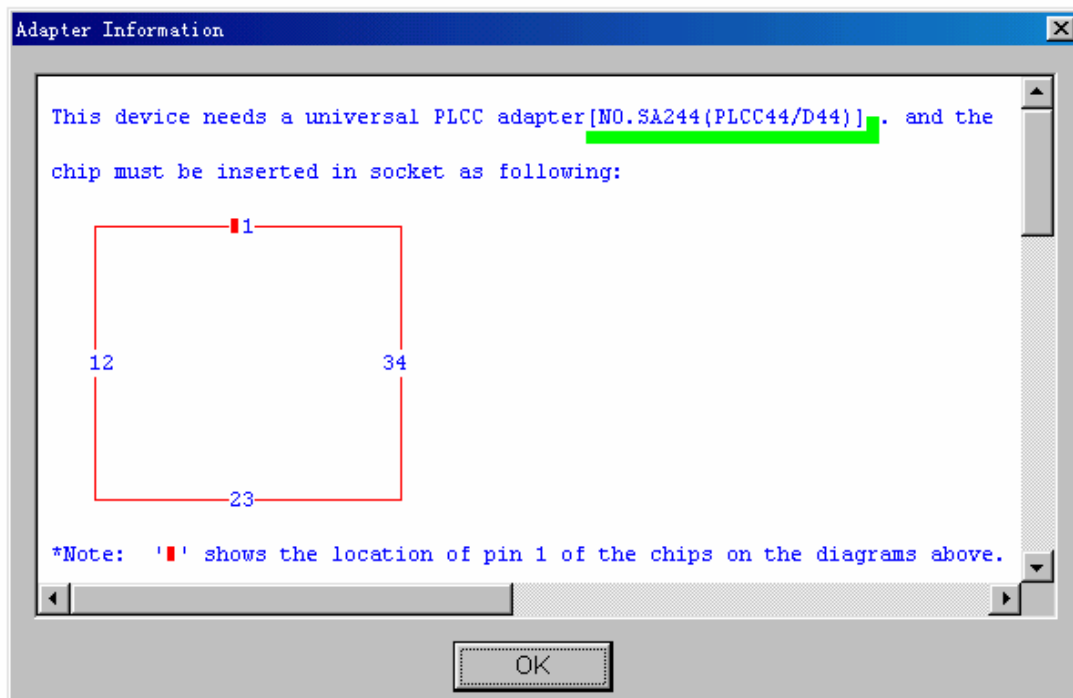 Adapter Information
This device needs a universal PLCC adapter[NO.SA244(PLCC44/D44)] . and the
chip must be inserted in socket as following:
1
12 34
23
*Note: '▮' shows the location of pin 1 of the chips on the diagrams above.
OK